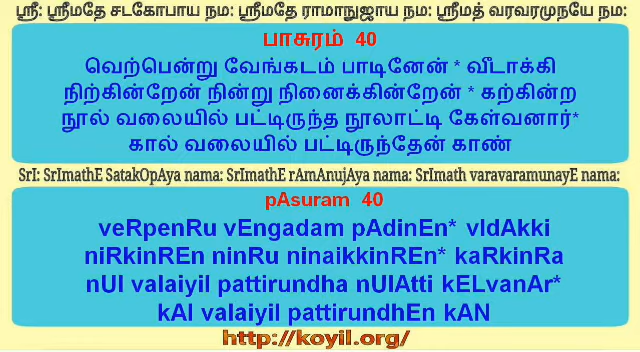 ஸ்ரீ: ஸ்ரீமதே சடகோபாய நம: ஸ்ரீமதே ராமாநுஜாய நம: ஸ்ரீமத் வரவரமுநயே நம:
பாசுரம் 40
வெற்பென்று வேங்கடம் பாடினேன் * வீடாக்கி
நிற்கின்றேன் நின்று நினைக்கின்றேன் * கற்கின்ற
நூல் வலையில் பட்டிருந்த நூலாட்டி கேள்வனார்*
கால் வலையில் பட்டிருந்தேன் காண்
SrI: SrImathE SatakOpAya nama: SrImathE rAmAnujAya nama: SrImath varavaramunayE nama:
pAsuram 40
veRpenRu vEngadam pAdinEn* vIdAkki
niRkinREn ninRu ninaikkinREn* kaRkinRa
nUl valaiyil pattirundha nUlAtti kELvanAr*
kAl valaiyil pattirundhEn kAN
http://koyil.org/